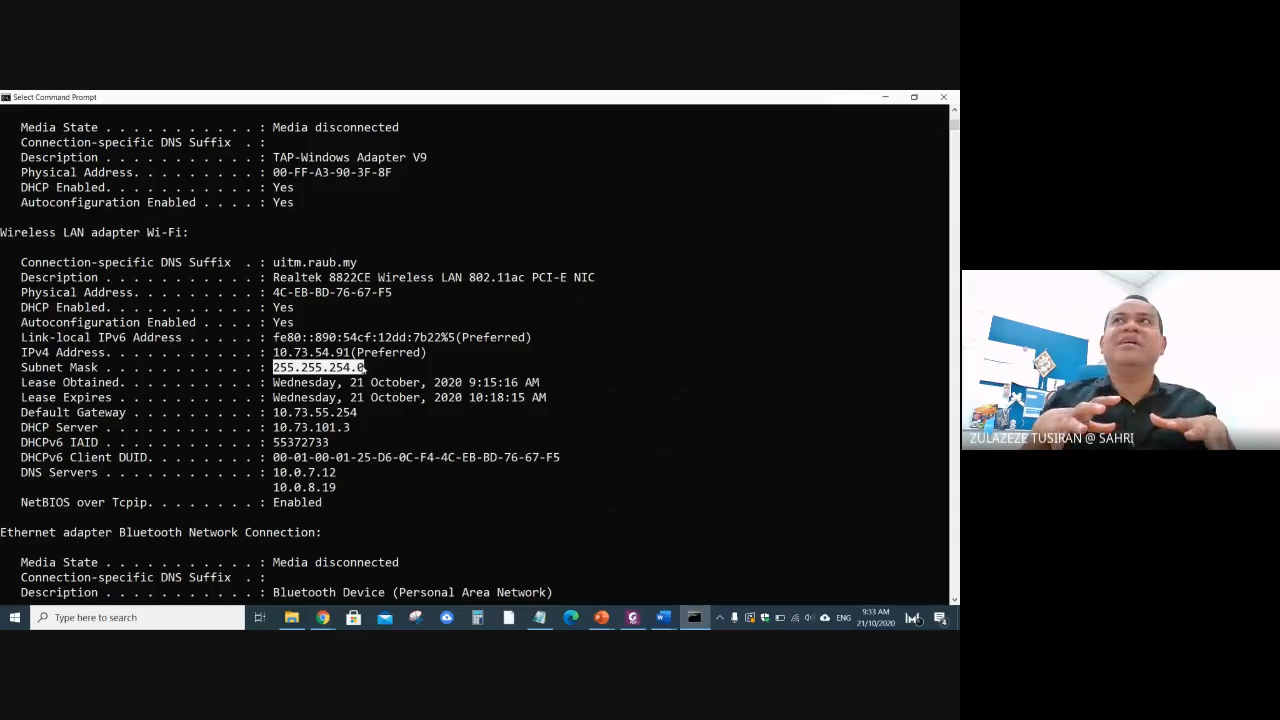 Select Command Prompt
Media State . . . . . . . . . . . : Media disconnected
Connection-specific DNS Suffix  . :
Description . . . . . . . . . . . : TAP-Windows Adapter V9
Physical Address. . . . . . . . . : 00-FF-A3-90-3F-8F
DHCP Enabled. . . . . . . . . . . : Yes
Autoconfiguration Enabled . . . . : Yes
Wireless LAN adapter Wi-Fi:
Connection-specific DNS Suffix  . : uitm.raub.my
Description . . . . . . . . . . . : Realtek 8822CE Wireless LAN 802.11ac PCI-E NIC
Physical Address. . . . . . . . . : 4C-EB-BD-76-67-F5
DHCP Enabled. . . . . . . . . . . : Yes
Autoconfiguration Enabled . . . . : Yes
Link-local IPv6 Address . . . . . : fe80::890:54cf:12dd:7b22%5(Preferred)
IPv4 Address. . . . . . . . . . . : 10.73.54.91(Preferred)
Subnet Mask . . . . . . . . . . . : 255.255.254.0
Lease Obtained. . . . . . . . . . : Wednesday, 21 October, 2020 9:15:16 AM
Lease Expires . . . . . . . . . . : Wednesday, 21 October, 2020 10:18:15 AM
Default Gateway . . . . . . . . . : 10.73.55.254
DHCP Server . . . . . . . . . . . : 10.73.101.3
DHCPv6 IAID . . . . . . . . . . . : 55372733
DHCPv6 Client DUID. . . . . . . . : 00-01-00-01-25-D6-0C-F4-4C-EB-BD-76-67-F5
DNS Servers . . . . . . . . . . . : 10.0.7.12
10.0.8.19
NetBIOS over Tcpip. . . . . . . . : Enabled
Ethernet adapter Bluetooth Network Connection:
Media State . . . . . . . . . . . : Media disconnected
Connection-specific DNS Suffix  . :
Description . . . . . . . . . . . : Bluetooth Device (Personal Area Network)
Type here to search
ENG
9:33 AM
21/10/2020
4
ZULAZEZE TUSIRAN @ SAHRI